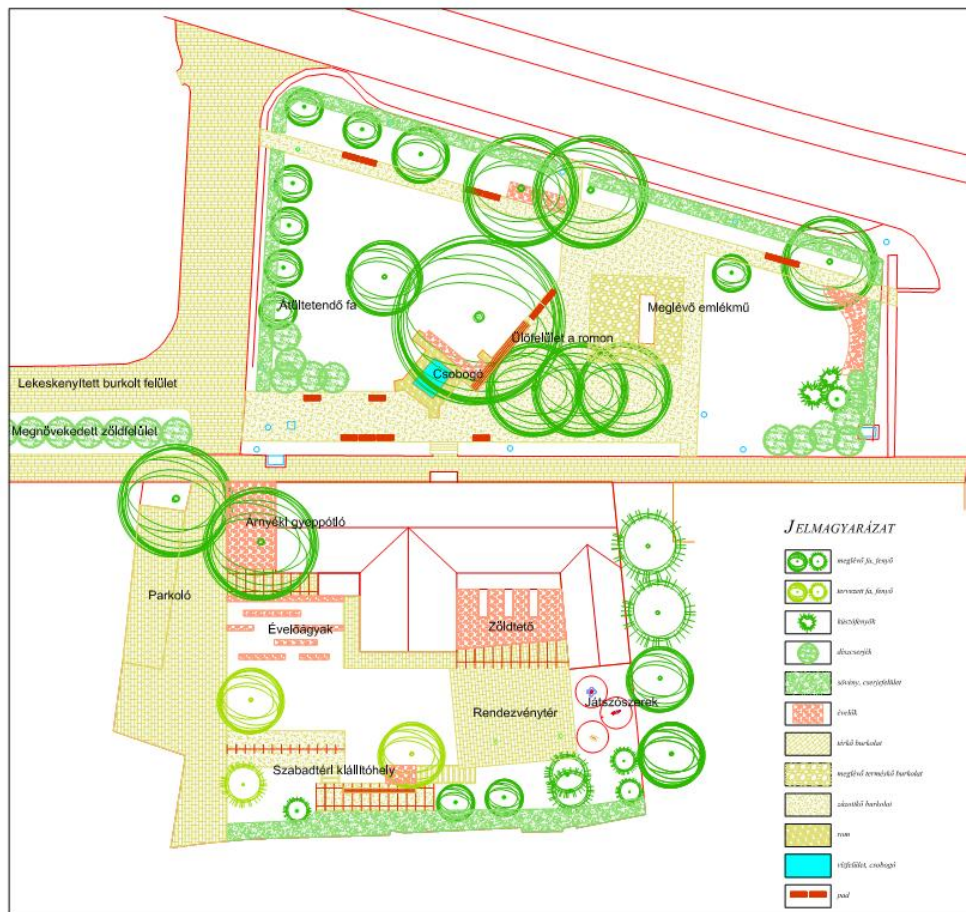 Átültetendő fa
Meglévő emlékmű
Ülőfelület a romon
Csobogó
Lekeskenyített burkolt felület
Megnövekedett zöldfelület
Árnyéki gyeppótló
Parkoló
Évelőágyak
Zöldtető
Játszószerek
Rendezvénytér
Szabadtéri kiállítóhely
JELMAGYARÁZAT
meglévő fa, fenyő
tervezett fa, fenyő
kúszófenyők
díszcserjék
sövény, cserjefelület
évelők
térkő burkolat
meglévő terméskő burkolat
zúzottkő burkolat
rom
vízfelület, csobogó
pad